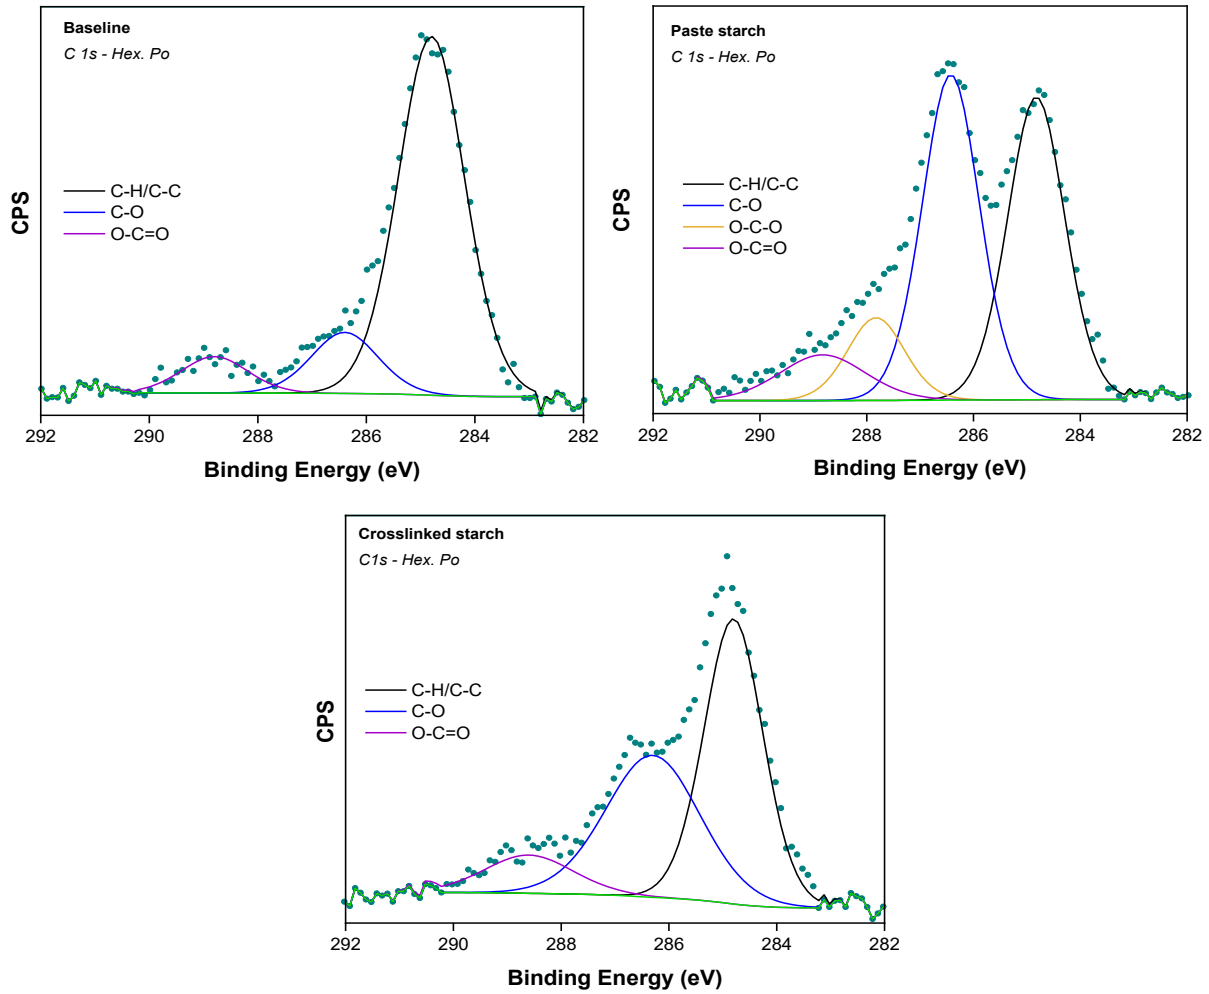 Baseline
C 1s - Hex. Po
C-H/C-C
C-O
O-C=O
CPS
292 290 288 286 284 282
Binding Energy (eV)
Paste starch
C 1s - Hex. Po
C-H/C-C
C-O
O-C-O
O-C=O
CPS
292 290 288 286 284 282
Binding Energy (eV)
Crosslinked starch
C1s - Hex. Po
C-H/C-C
C-O
O-C=O
CPS
292 290 288 286 284 282
Binding Energy (eV)